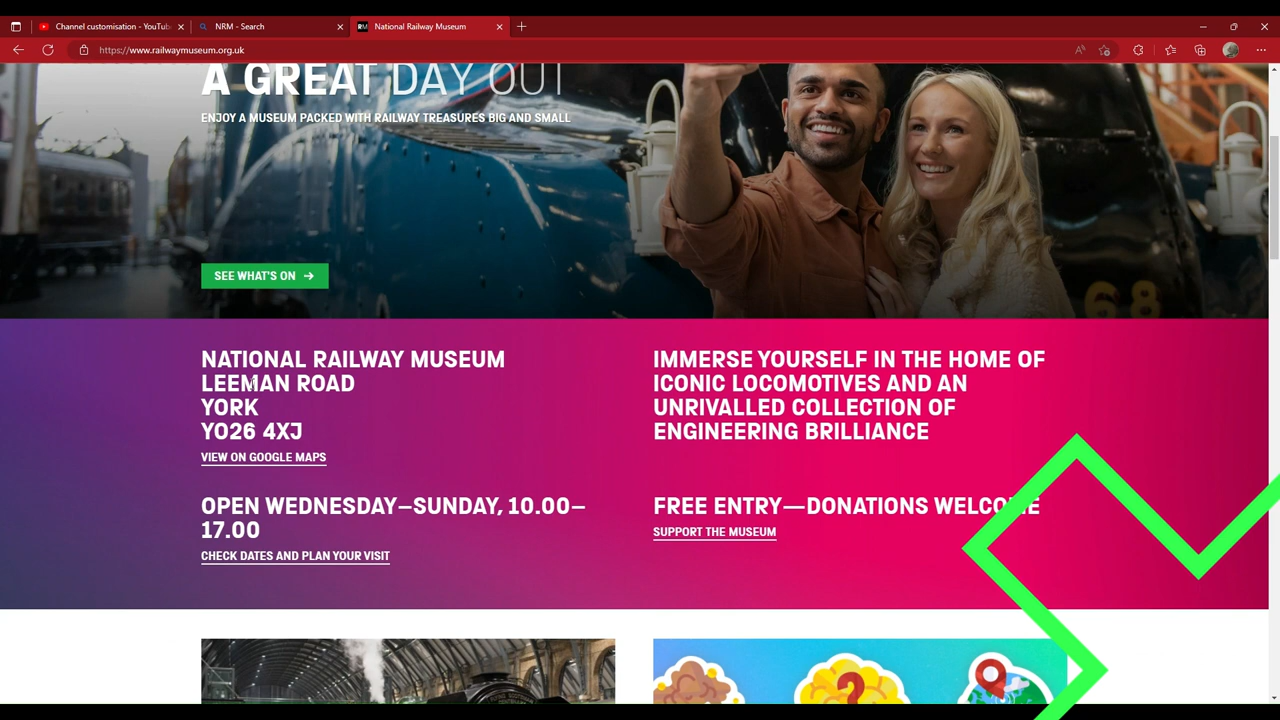 Channel customisation - YouTub
NRM - Search
National Railway Museum
https://www.railwaymuseum.org.uk
A GREAT DAY OUT
ENJOY A MUSEUM PACKED WITH RAILWAY TREASURES BIG AND SMALL
68
SEE WHAT'S ON →
NATIONAL RAILWAY MUSEUM
LEEMAN ROAD
YORK
YO26 4XJ
VIEW ON GOOGLE MAPS
IMMERSE YOURSELF IN THE HOME OF
ICONIC LOCOMOTIVES AND AN
UNRIVALLED COLLECTION OF
ENGINEERING BRILLIANCE
OPEN WEDNESDAY–SUNDAY, 10.00–
17.00
CHECK DATES AND PLAN YOUR VISIT
FREE ENTRY—DONATIONS WELCOME
SUPPORT THE MUSEUM
?